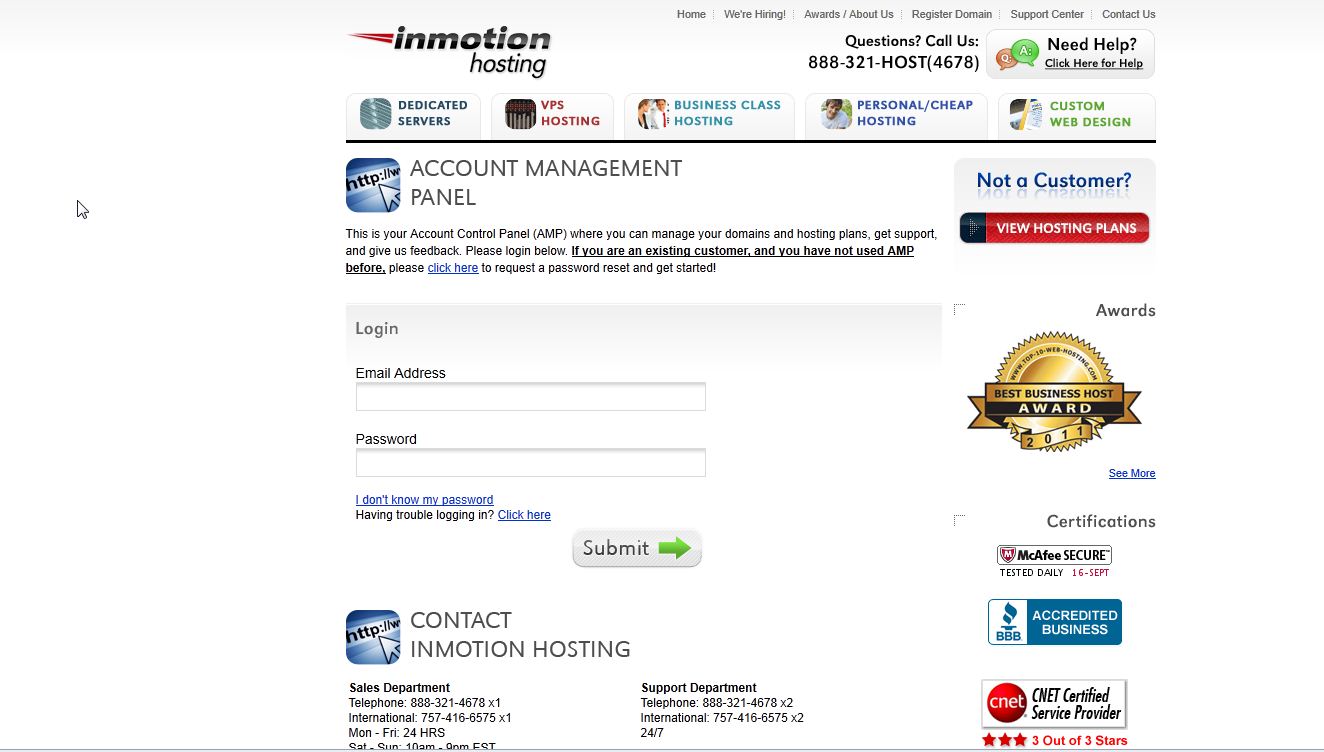 Home
We're Hiring!
Awards / About Us
Register Domain
Support Center
Contact Us
inmotion
hosting
Questions? Call Us:
888-321-HOST(4678)
Q:
A:
Need Help?
Click Here for Help
DEDICATED
SERVERS
VPS
HOSTING
BUSINESS CLASS
HOSTING
PERSONAL/CHEAP
HOSTING
CUSTOM
WEB DESIGN
http://w
ACCOUNT MANAGEMENT
PANEL
This is your Account Control Panel (AMP) where you can manage your domains and hosting plans, get support,
and give us feedback. Please login below. If you are an existing customer, and you have not used AMP
before, please click here to request a password reset and get started!
Not a Customer?
VIEW HOSTING PLANS
Login
Email Address
Password
I don't know my password
Having trouble logging in? Click here
Submit
Awards
WWW.TOP-10-WEB-HOSTING.COM
BEST BUSINESS HOST
AWARD
2011
See More
Certifications
McAfee SECURE™
TESTED DAILY 16-SEPT
BBB
ACCREDITED
BUSINESS
cnet
CNET Certified
Service Provider
3 Out of 3 Stars
http://w
CONTACT
INMOTION HOSTING
Sales Department
Telephone: 888-321-4678 x1
International: 757-416-6575 x1
Mon - Fri: 24 HRS
Sat - Sun: 10am - 9pm EST
Support Department
Telephone: 888-321-4678 x2
International: 757-416-6575 x2
24/7